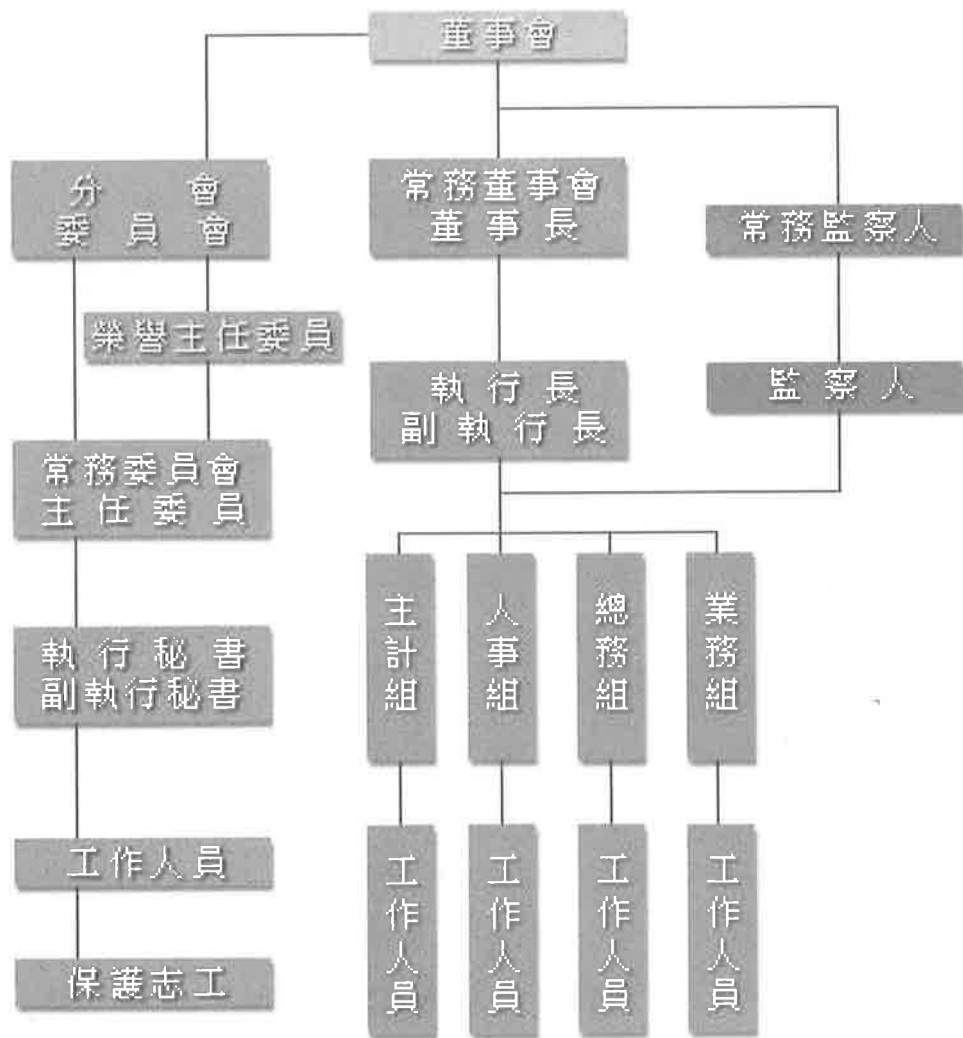 董事會
分會
委員會
常務董事會
董事長
常務監察人
榮譽主任委員
執行長
副執行長
監察人
常務委員會
主任委員
主計組
人事組
總務組
業務組
執行秘書
副執行秘書
工作人員
工作人員
工作人員
工作人員
工作人員
保護志工